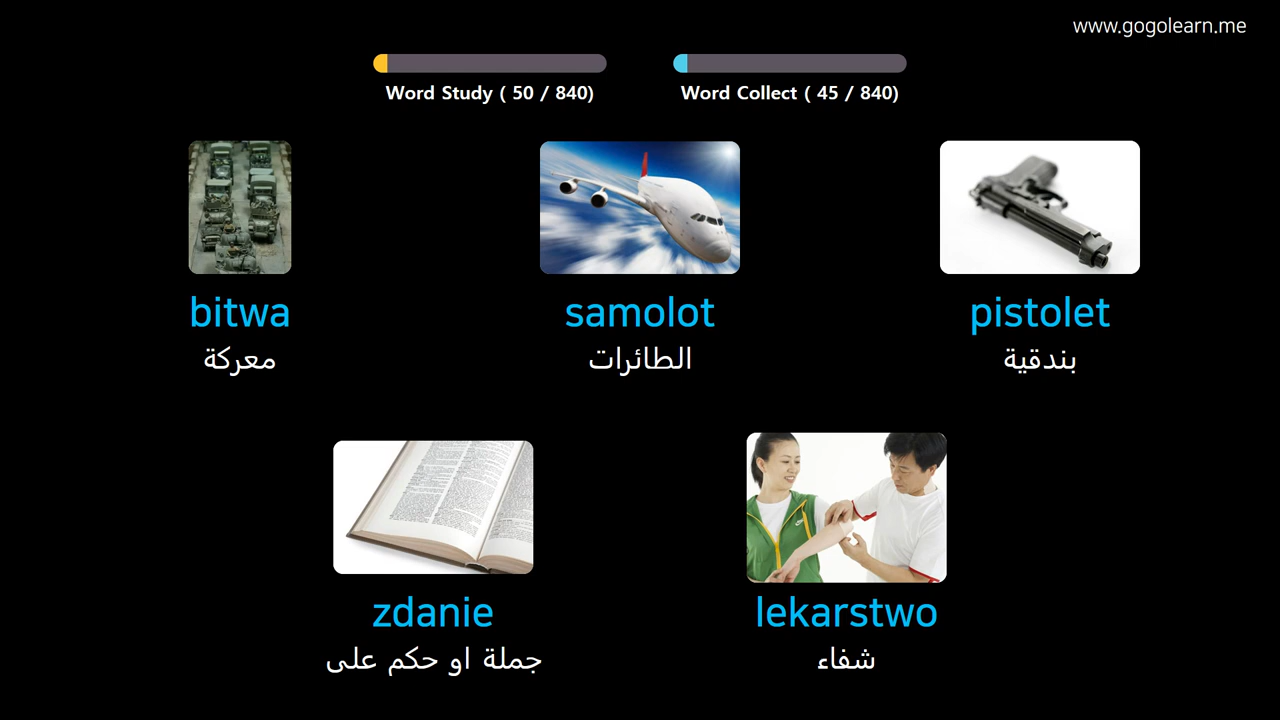 www.gogolearn.me
Word Study ( 50 / 840)
Word Collect ( 45 / 840)
bitwa
معركة
samolot
الطائرات
pistolet
بندقية
zdanie
جملة او حكم على
lekarstwo
شفاء